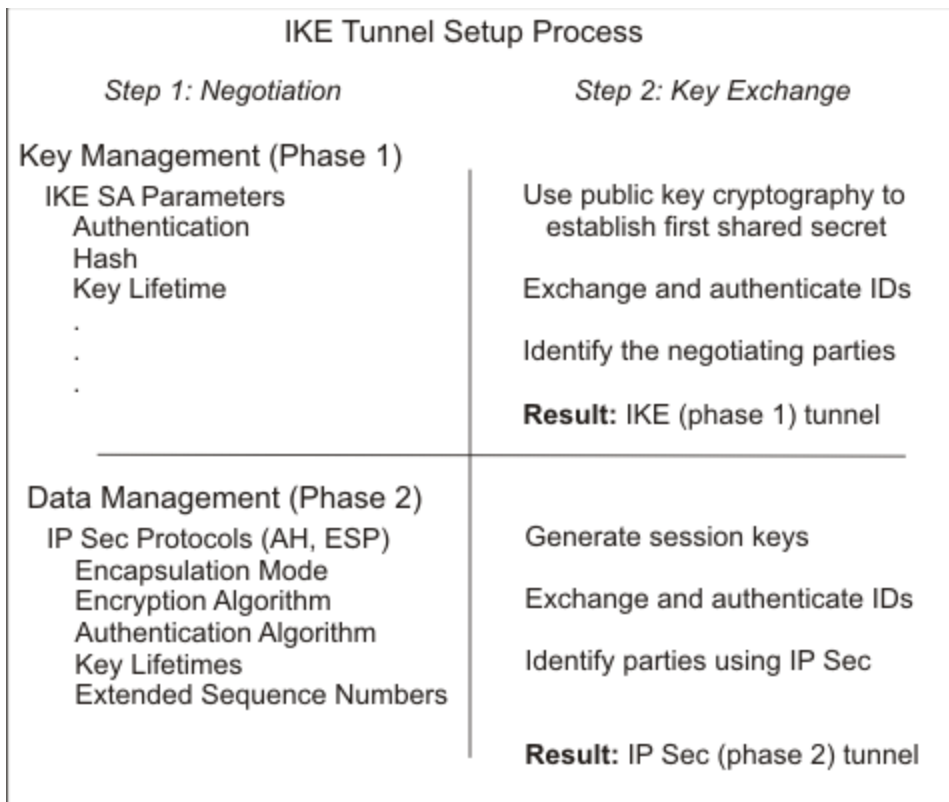 IKE Tunnel Setup Process
Step 1: Negotiation
Step 2: Key Exchange
Key Management (Phase 1)
IKE SA Parameters
Authentication
Hash
Key Lifetime
.
.
.
Use public key cryptography to
establish first shared secret
Exchange and authenticate IDs
Identify the negotiating parties
Result: IKE (phase 1) tunnel
Data Management (Phase 2)
IP Sec Protocols (AH, ESP)
Encapsulation Mode
Encryption Algorithm
Authentication Algorithm
Key Lifetimes
Extended Sequence Numbers
Generate session keys
Exchange and authenticate IDs
Identify parties using IP Sec
Result: IP Sec (phase 2) tunnel